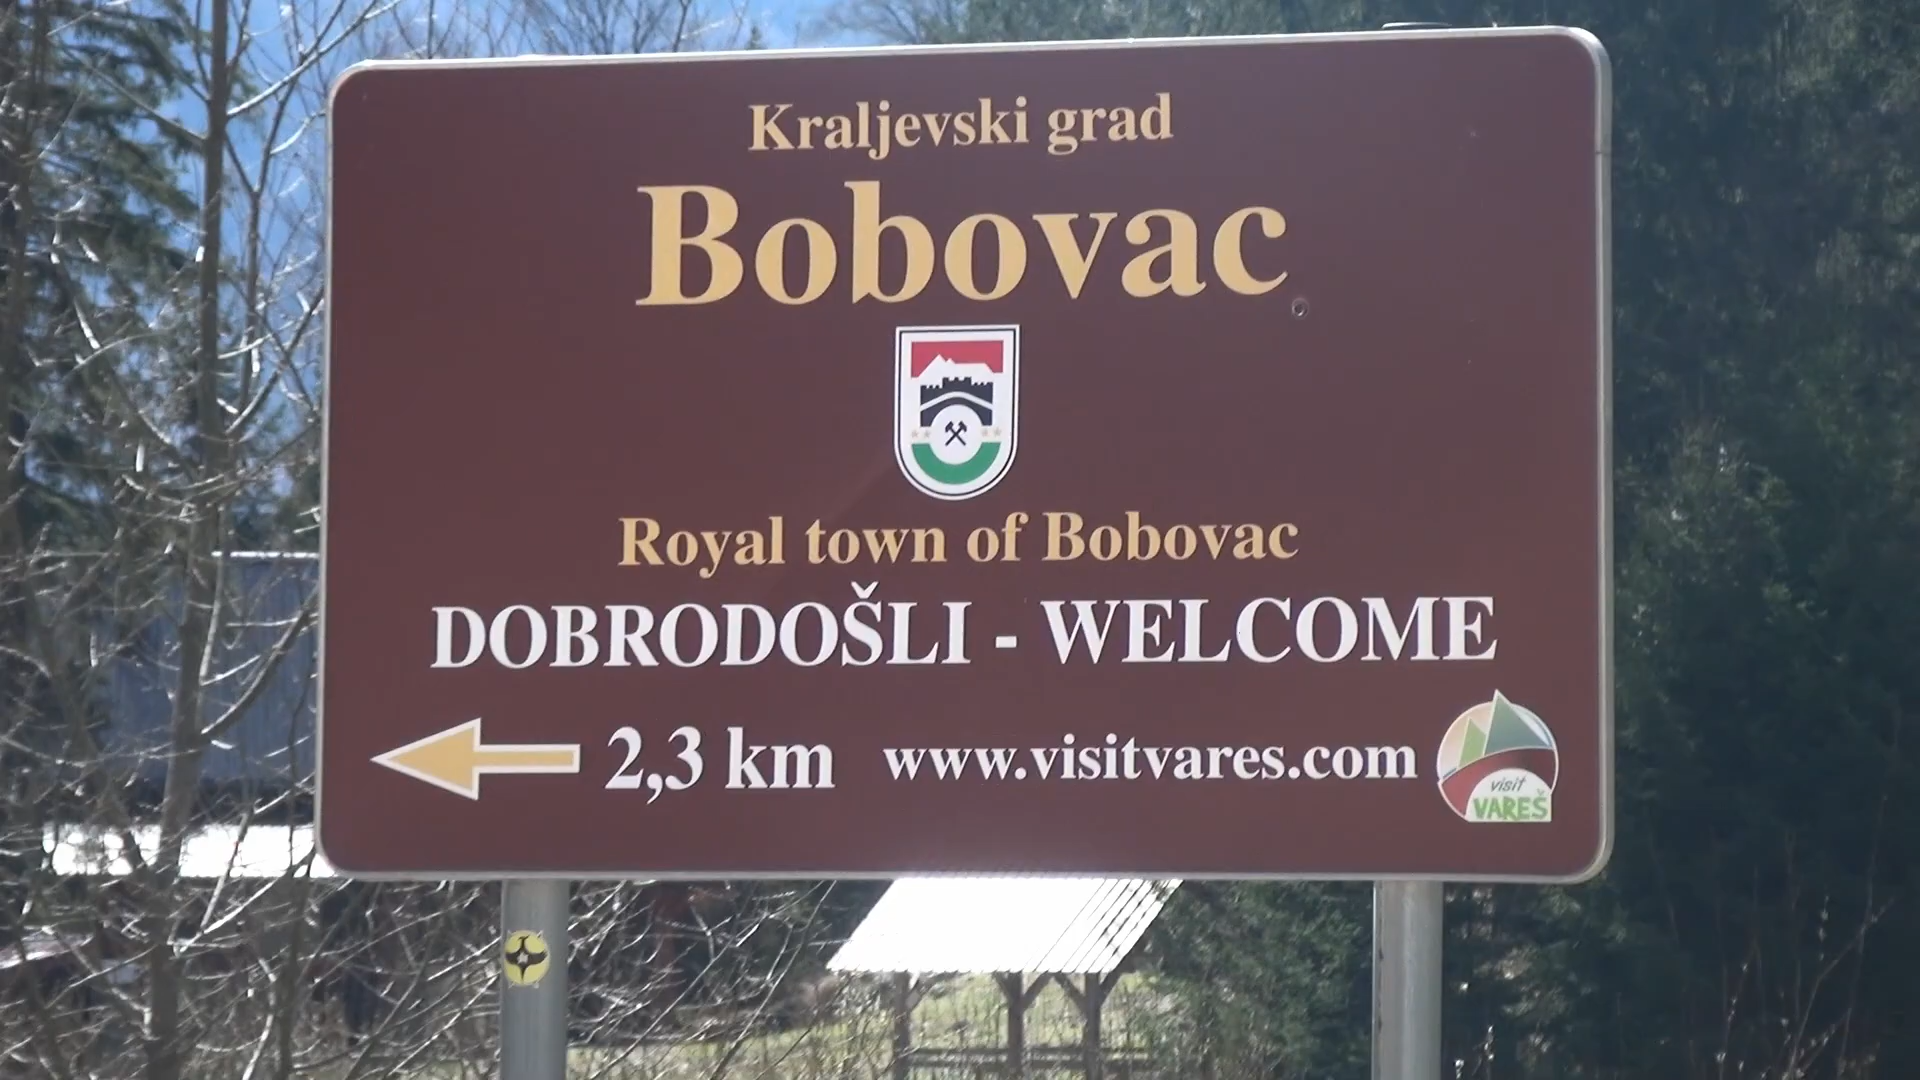 Kraljevski grad
Bobovac
Royal town of Bobovac
DOBRODOŠLI - WELCOME
2,3 km www.visitvares.com
visit
VAREŠ